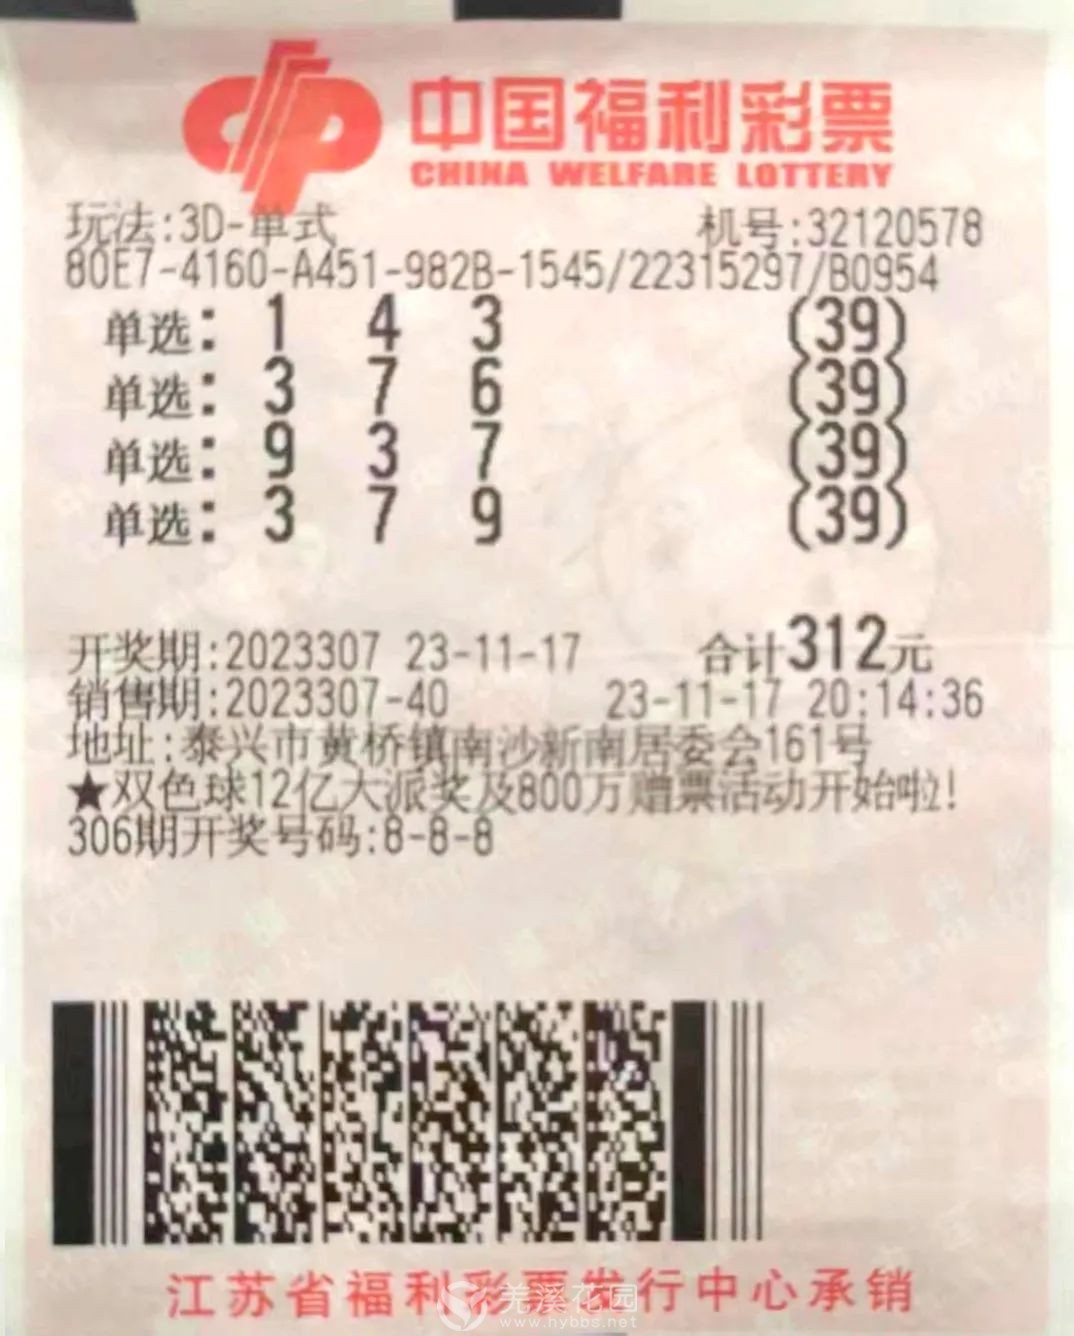 中国福利彩票
CHINA WELFARE LOTTERY
玩法:3D-单式 机号:32120578
80E7-4160-A451-982B-1545/22315297/B0954
单选: 1 4 3 (39)
单选: 3 7 6 (39)
单选: 9 3 7 (39)
单选: 3 7 9 (39)
开奖期:2023307 23-11-17 合计312元
销售期:2023307-40 23-11-17 20:14:36
地址:泰兴市黄桥镇南沙新南居委会161号
★双色球12亿大派奖及800万赠票活动开始啦!
306期开奖号码:8-8-8
江苏省福利彩票发行中心承销
羌溪花园
www.hybbs.net